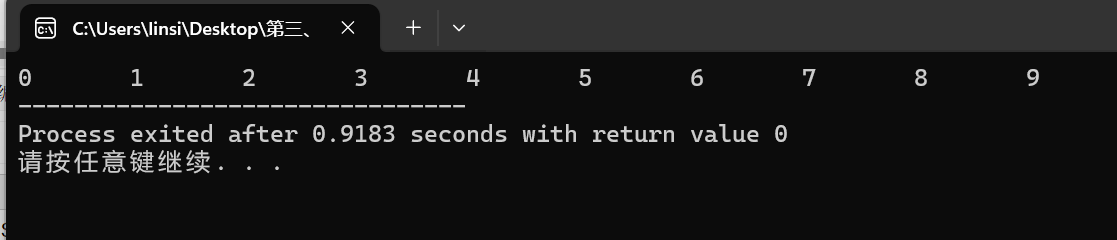 C:\Users\linsi\Desktop\第三、
0 1 2 3 4 5 6 7 8 9
--------------------------------
Process exited after 0.9183 seconds with return value 0
请按任意键继续. . .